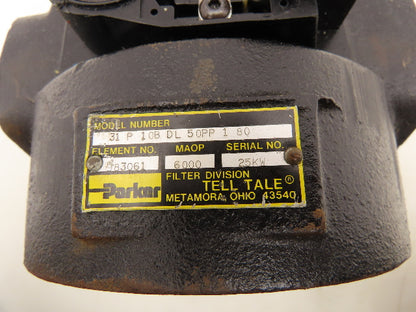 MODEL NUMBER
31 P 10B DL 50PP 1 80
ELEMENT NO. MAOP SERIAL NO.
6000 25KW
Parker
FILTER DIVISION
TELL TALE®
METAMORA, OHIO 43540